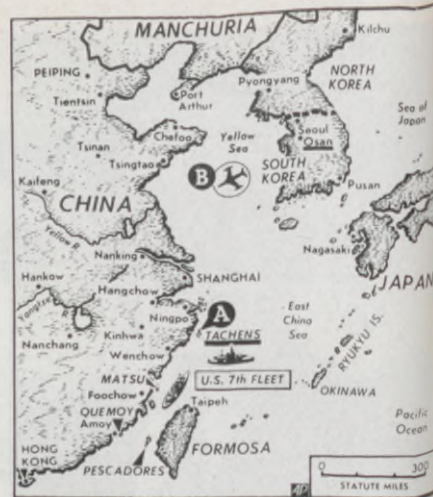 MANCHURIA
Kilchu
PEIPING
NORTH
KOREA
Pyongyang
Port
Arthur
Tientsin
Sea of
Japan
Chefoo
Yellow
Sea
Seoul
Osan
Tsinan
Tsingtao
B
SOUTH
KOREA
Kaifeng
Pusan
CHINA
Yellow R
Nanking
Nagasaki
SHANGHAI
JAPAN
Hankow
Hangchow
Yangtse
R
Ningpo
A
TACHENS
East
China
Sea
Nanchang
Kinhwa
Wenchow
RYUKYU IS.
MATSU
U.S. 7th FLEET
Foochow
Taipeh
OKINAWA
QUEMOY
Amoy
Pacific
Ocean
HONG
KONG
FORMOSA
PESCADORES
0 300
STATUTE MILES
AP